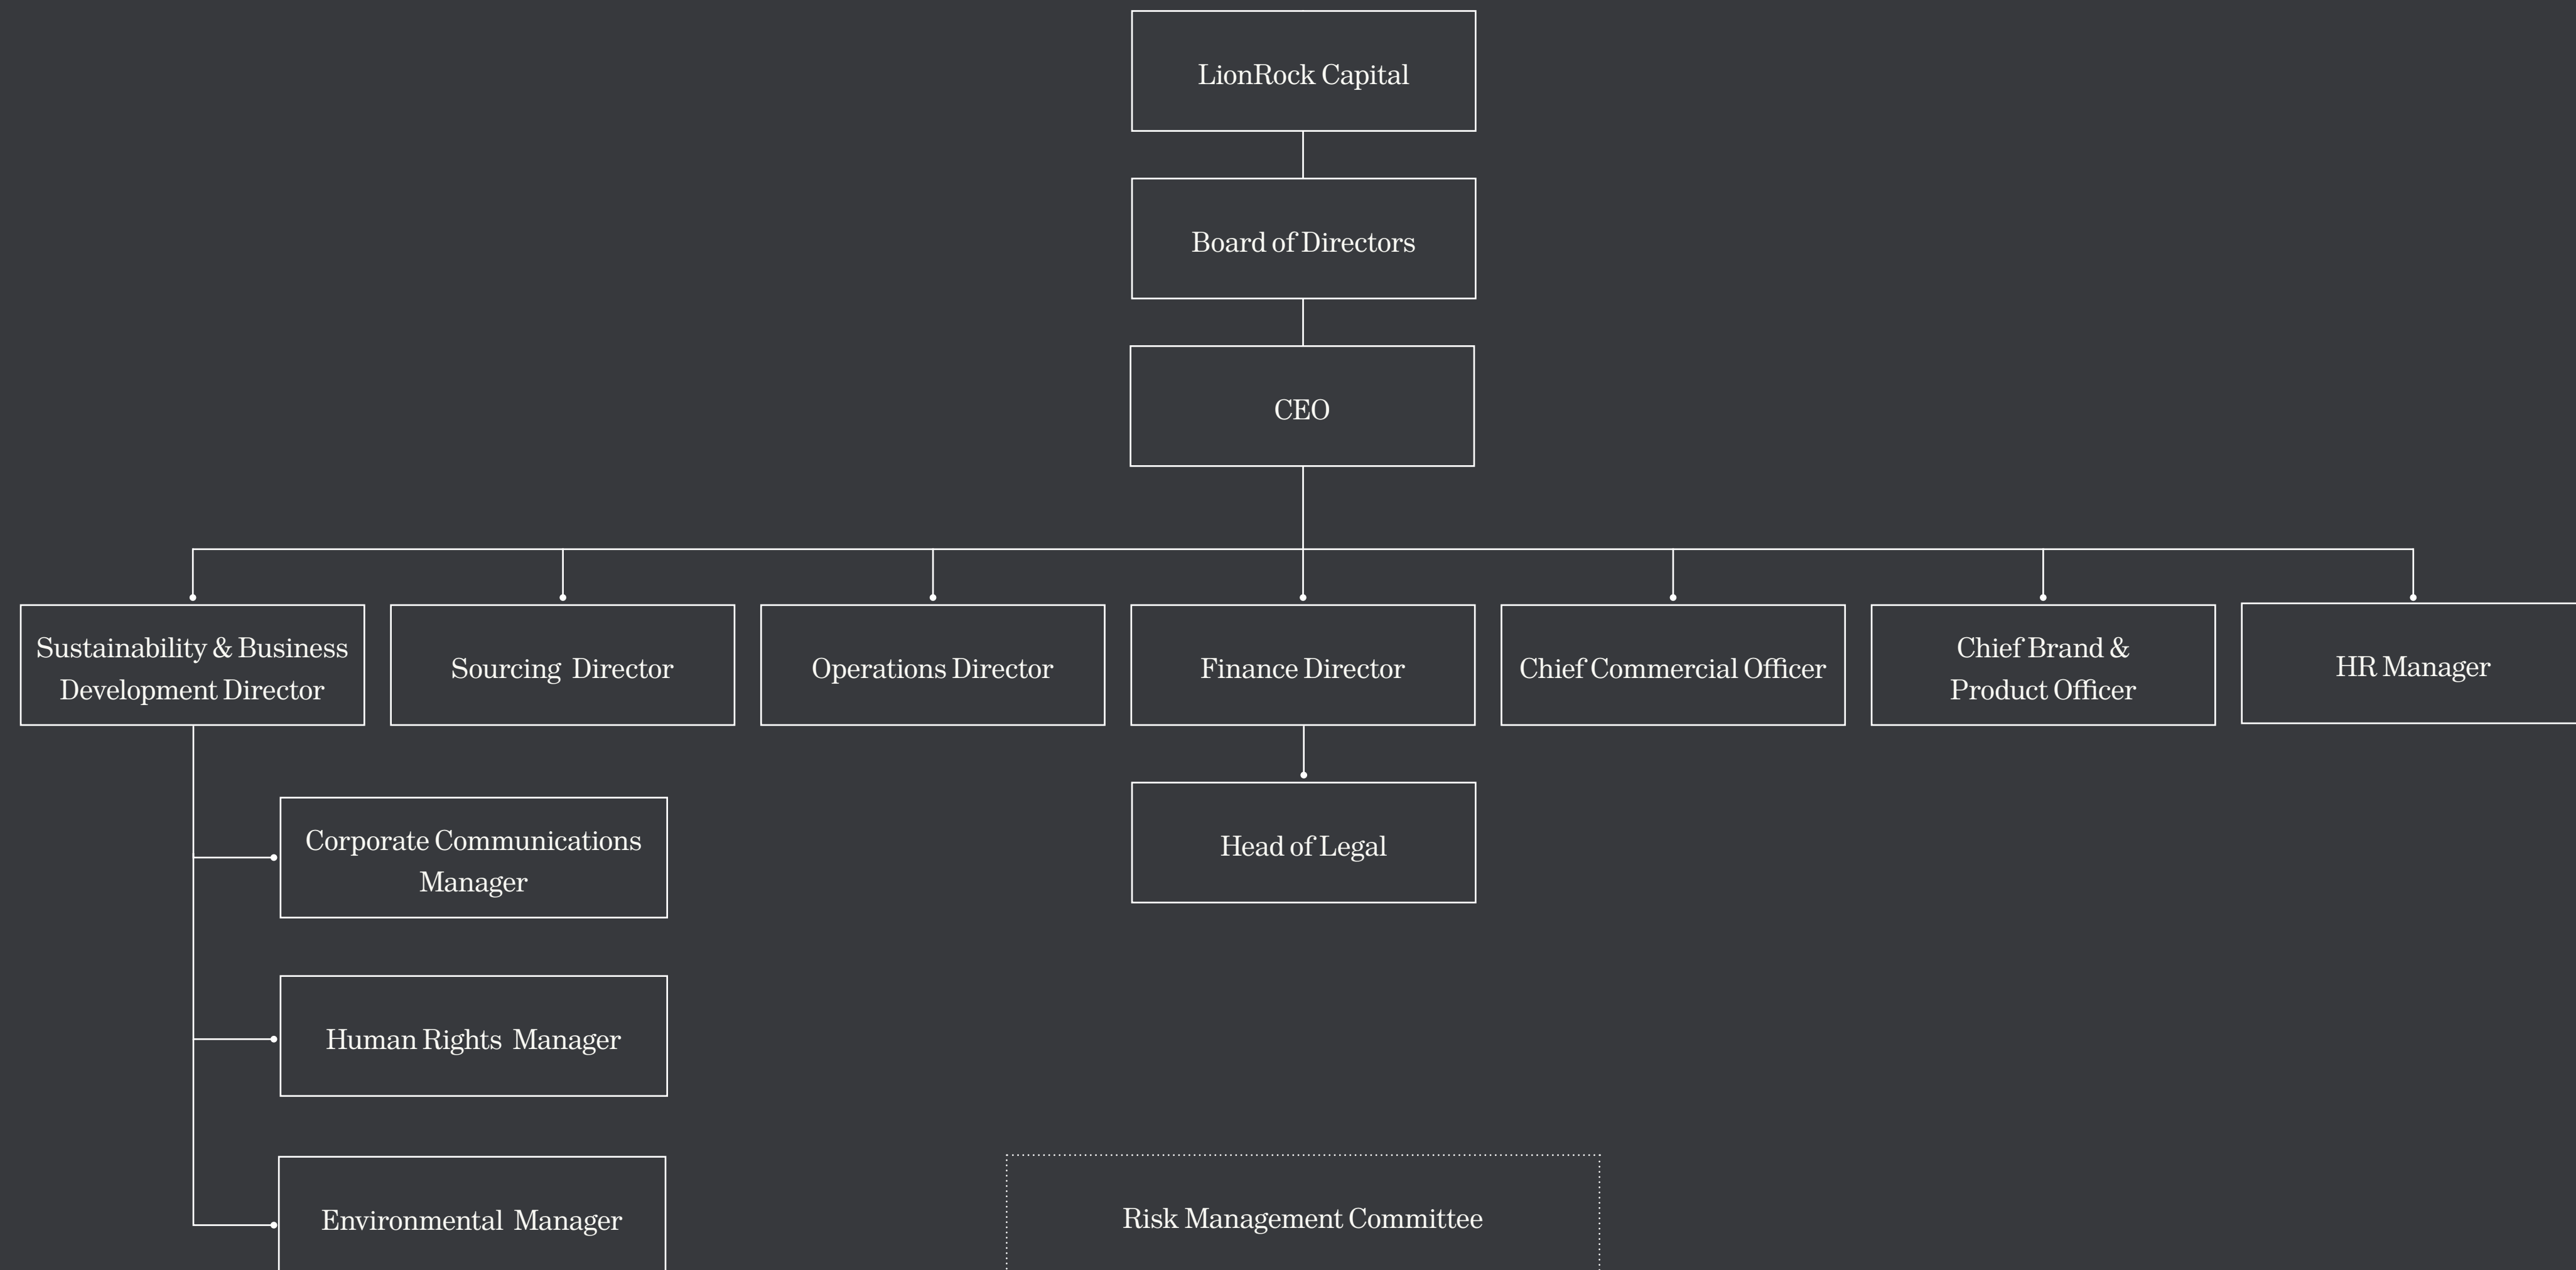 LionRock Capital
Board of Directors
CEO
Sustainability & Business
Development Director
Sourcing Director
Operations Director
Finance Director
Chief Commercial Officer
Chief Brand &
Product Officer
HR Manager
Corporate Communications
Manager
Head of Legal
Human Rights Manager
Environmental Manager
Risk Management Committee